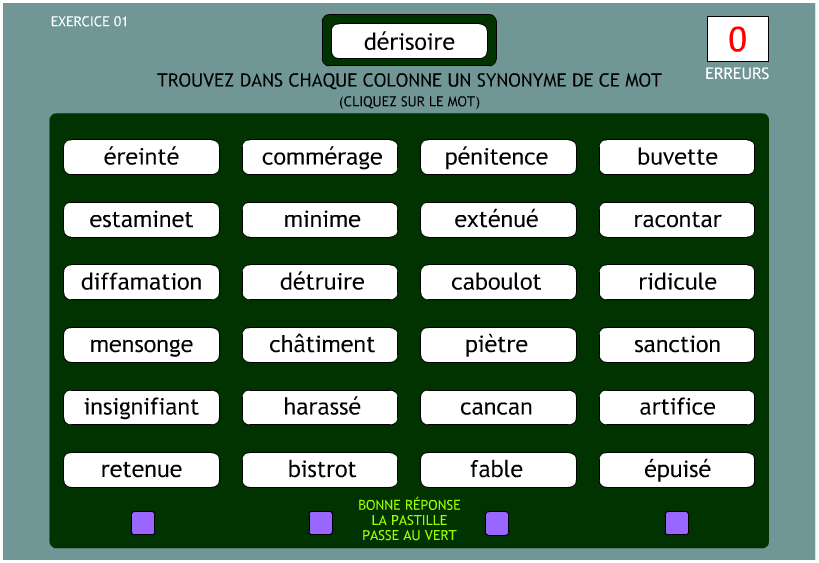 EXERCICE 01
dérisoire
0
ERREURS
TROUVEZ DANS CHAQUE COLONNE UN SYNONYME DE CE MOT
(CLIQUEZ SUR LE MOT)
éreinté commérage pénitence buvette
estaminet minime exténué racontar
diffamation détruire caboulot ridicule
mensonge châtiment piètre sanction
insignifiant harassé cancan artifice
retenue bistrot fable épuisé
BONNE RÉPONSE
LA PASTILLE
PASSE AU VERT